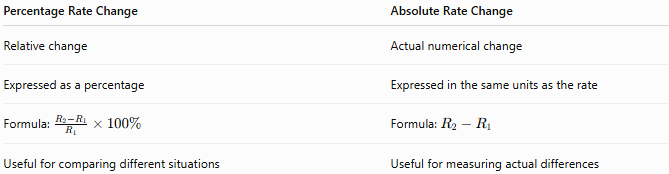 Percentage Rate Change Absolute Rate Change
Relative change Actual numerical change
Expressed as a percentage Expressed in the same units as the rate
Formula: \frac{R_2-R_1}{R_1} × 100% Formula: R_2 − R_1
Useful for comparing different situations Useful for measuring actual differences